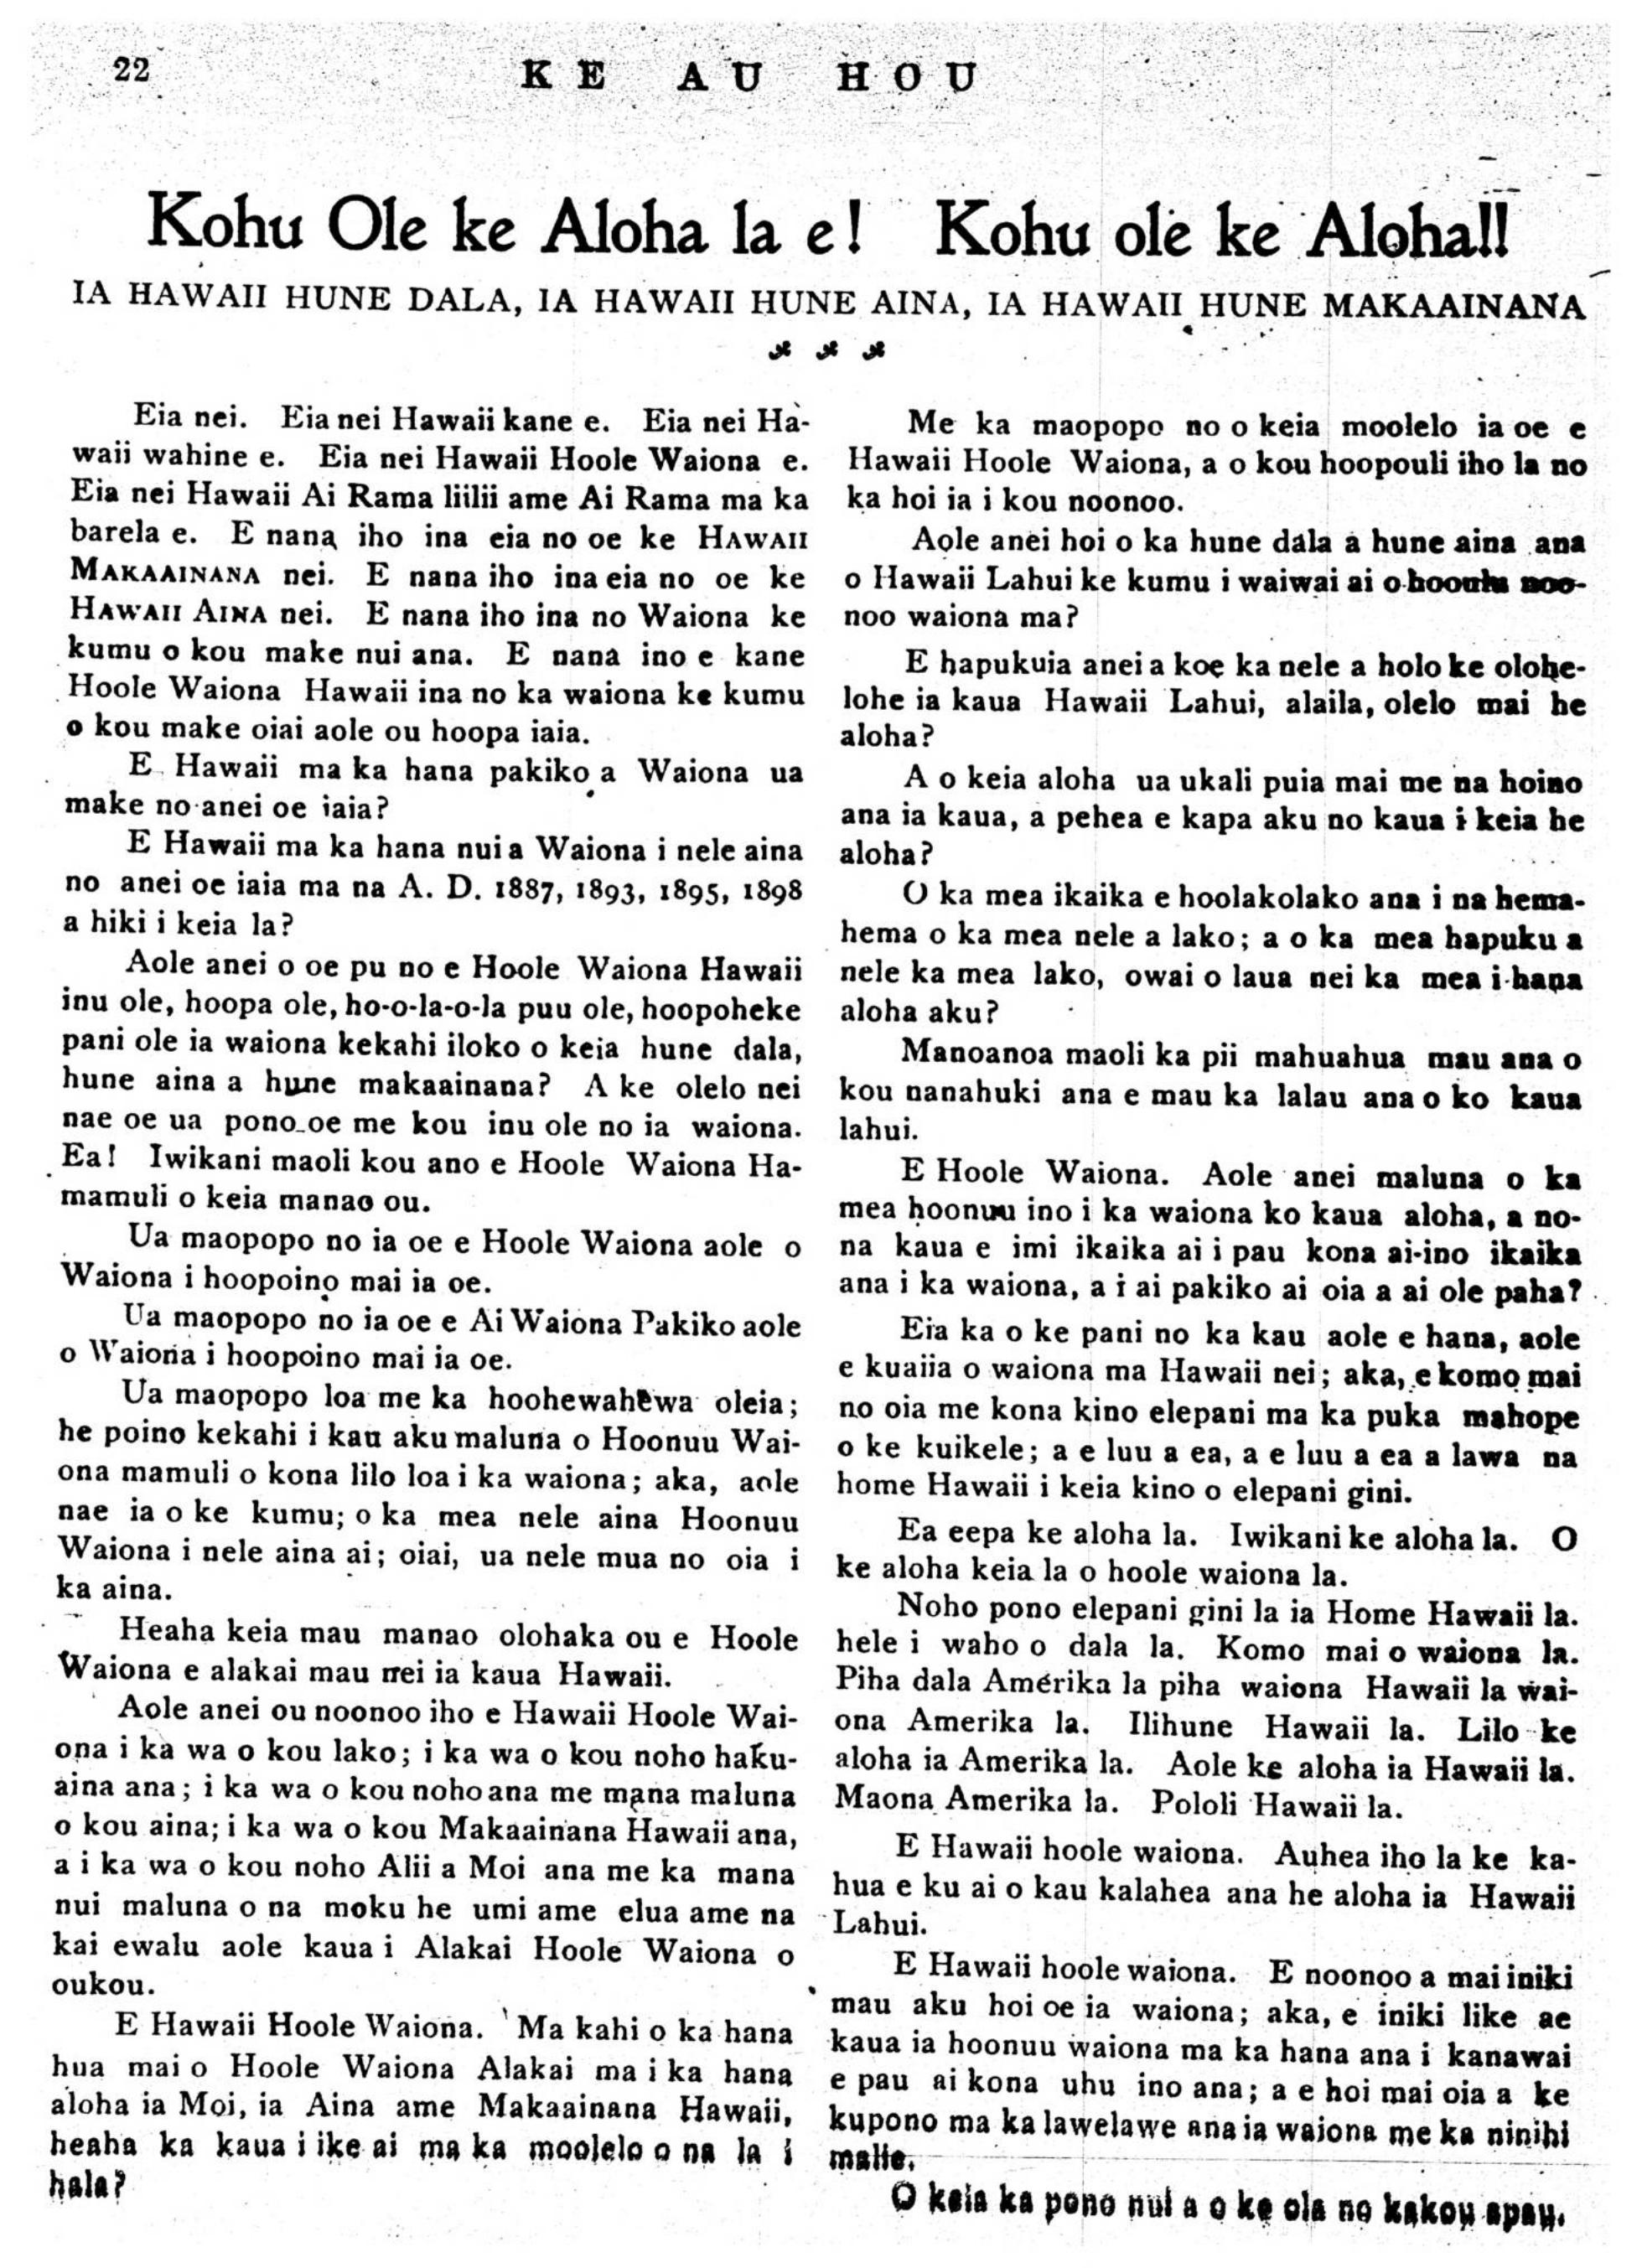 22
KE AU HOU
Kohu Ole ke Aloha la e! Kohu ole ke Aloha!!
IA HAWAII HUNE DALA, IA HAWAII HUNE AINA, IA HAWAII HUNE MAKAAINANA
Eia nei. Eia nei Hawaii kane e. Eia nei Ha-
waii wahine e. Eia nei Hawaii Hoole Waiona e.
Eia nei Hawaii Ai Rama liilii ame Ai Rama ma ka
barela e. E nana iho ina eia no oe ke HAWAII
MAKAAINANA nei. E nana iho ina eia no oe ke
HAWAII AINA nei. E nana iho ina no Waiona ke
kumu o kou make nui ana. E nana ino e kane
Hoole Waiona Hawaii ina no ka waiona ke kumu
o kou make oiai aole ou hoopa iaia.
E Hawaii ma ka hana pakiko a Waiona ua
make no anei oe iaia?
E Hawaii ma ka hana nui a Waiona i nele aina
no anei oe iaia ma na A. D. 1887, 1893, 1895, 1898
a hiki i keia la?
Aole anei o oe pu no e Hoole Waiona Hawaii
inu ole, hoopa ole, ho-o-la-o-la puu ole, hoopoheke
pani ole ia waiona kekahi iloko o keia hune dala,
hune aina a hune makaainana? A ke olelo nei
nae oe ua pono oe me kou inu ole no ia waiona.
Ea! Iwikani maoli kou ano e Hoole Waiona Ha-
mamuli o keia manao ou.
Ua maopopo no ia oe e Hoole Waiona aole o
Waiona i hoopoino mai ia oe.
Ua maopopo no ia oe e Ai Waiona Pakiko aole
o Waiona i hoopoino mai ia oe.
Ua maopopo loa me ka hoohewahewa oleia;
he poino kekahi i kau aku maluna o Hoonuu Wai-
ona mamuli o kona lilo loa i ka waiona; aka, aole
nae ia o ke kumu; o ka mea nele aina Hoonuu
Waiona i nele aina ai; oiai, ua nele mua no oia i
ka aina.
Heaha keia mau manao olohaka ou e Hoole
Waiona e alakai mau nei ia kaua Hawaii.
Aole anei ou noonoo iho e Hawaii Hoole Wai-
ona i ka wa o kou lako; i ka wa o kou noho haku-
aina ana; i ka wa o kou noho ana me mana maluna
o kou aina; i ka wa o kou Makaainana Hawaii ana,
a i ka wa o kou noho Alii a Moi ana me ka mana
nui maluna o na moku he umi ame elua ame na
kai ewalu aole kaua i Alakai Hoole Waiona o
oukou.
E Hawaii Hoole Waiona. Ma kahi o ka hana
hua mai o Hoole Waiona Alakai ma i ka hana
aloha ia Moi, ia Aina ame Makaainana Hawaii,
heaha ka kaua i ike ai ma ka moolelo o na la i
hala?
Me ka maopopo no o keia moolelo ia oe e
Hawaii Hoole Waiona, a o kou hoopouli iho la no
ka hoi ia i kou noonoo.
Aole anei hoi o ka hune dala a hune aina ana
o Hawaii Lahui ke kumu i waiwai ai o hooulu noo-
noo waiona ma?
E hapukuia anei a koe ka nele a holo ke olohe-
lohe ia kaua Hawaii Lahui, alaila, olelo mai he
aloha?
A o keia aloha ua ukali puia mai me na hoino
ana ia kaua, a pehea e kapa aku no kaua i keia he
aloha?
O ka mea ikaika e hoolakolako ana i na hema-
hema o ka mea nele a lako; a o ka mea hapuku a
nele ka mea lako, owai o laua nei ka mea i hana
aloha aku?
Manoanoa maoli ka pii mahuahua mau ana o
kou nanahuki ana e mau ka lalau ana o ko kaua
lahui.
E Hoole Waiona. Aole anei maluna o ka
mea hoonuu ino i ka waiona ko kaua aloha, a no-
na kaua e imi ikaika ai i pau kona ai-ino ikaika
ana i ka waiona, a i ai pakiko ai oia a ai ole paha?
Eia ka o ke pani no ka kau aole e hana, aole
e kuaiia o waiona ma Hawaii nei; aka, e komo mai
no oia me kona kino elepani ma ka puka mahope
o ke kuikele; a e luu a ea, a e luu a ea a lawa na
home Hawaii i keia kino o elepani gini.
Ea eepa ke aloha la. Iwikani ke aloha la. O
ke aloha keia la o hoole waiona la.
Noho pono elepani gini la ia Home Hawaii la.
hele i waho o dala la. Komo mai o waiona la.
Piha dala Amerika la piha waiona Hawaii la wai-
ona Amerika la. Ilihune Hawaii la. Lilo ke
aloha ia Amerika la. Aole ke aloha ia Hawaii la.
Maona Amerika la. Pololi Hawaii la.
E Hawaii hoole waiona. Auhea iho la ke ka-
hua e ku ai o kau kalahea ana he aloha ia Hawaii
Lahui.
E Hawaii hoole waiona. E noonoo a mai iniki
mau aku hoi oe ia waiona; aka, e iniki like ae
kaua ia hoonuu waiona ma ka hana ana i kanawai
e pau ai kona uhu ino ana; a e hoi mai oia a ke
kupono ma ka lawelawe ana ia waiona me ka ninihi
malie.
O keia ka pono nui a o ke ola no kakou apau.